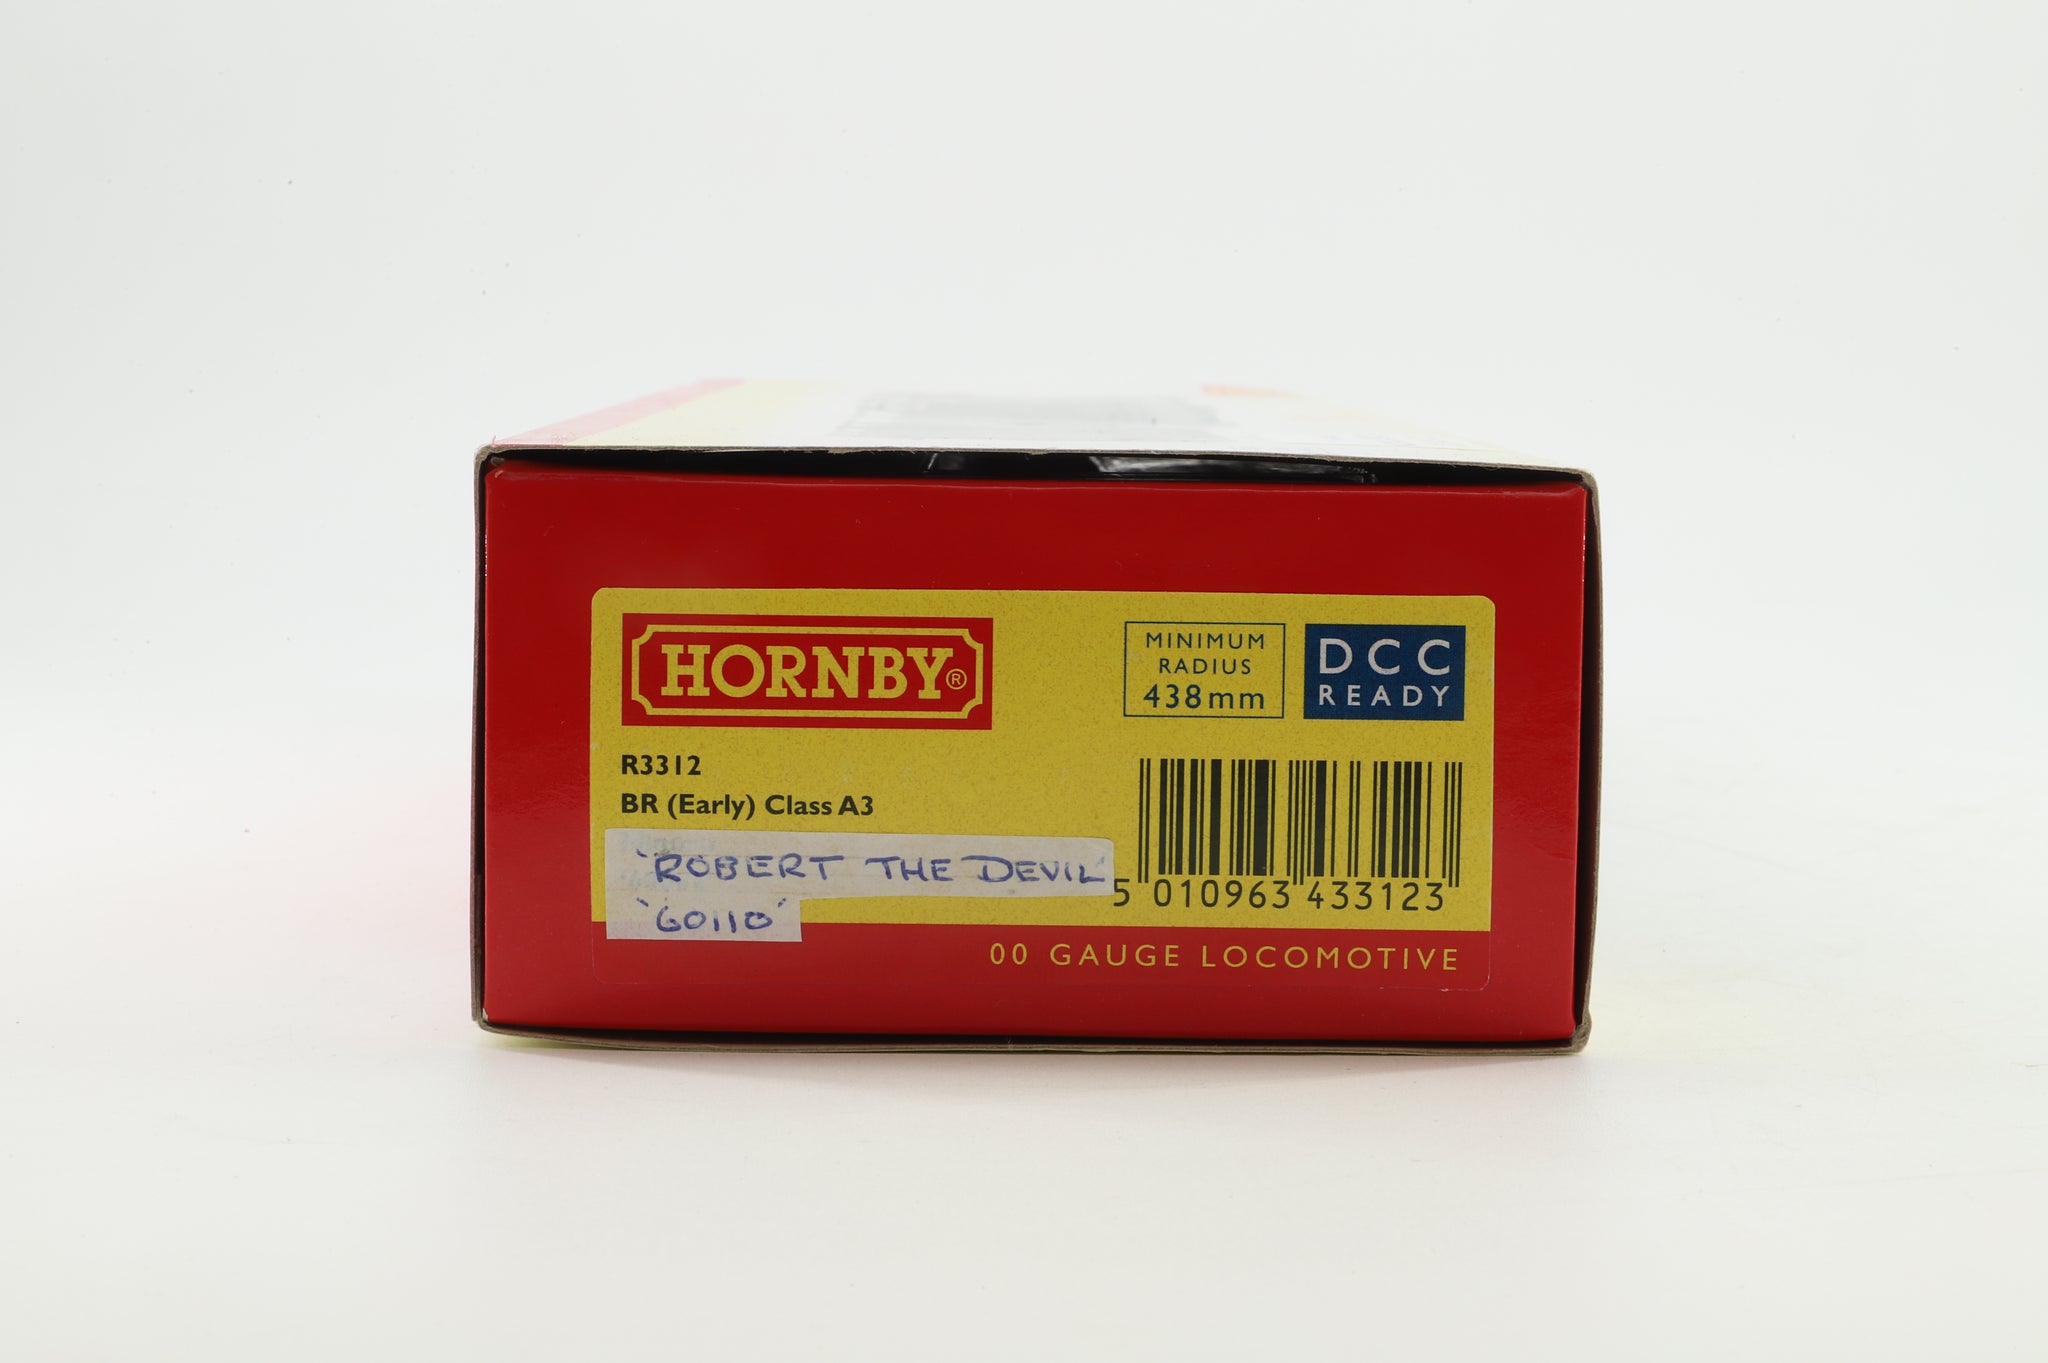 HORNBY®
MINIMUM
RADIUS
438mm
DCC
READY
R3312
BR (Early) Class A3
'ROBERT THE DEVIL'
'60110'
5 010963 433123
00 GAUGE LOCOMOTIVE